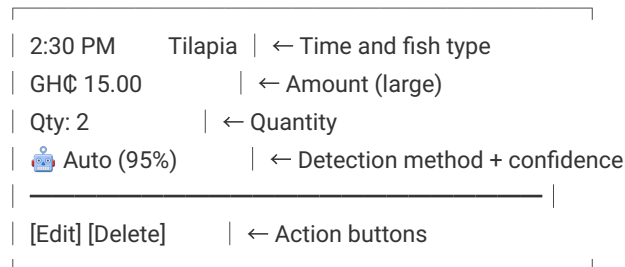 2:30 PM Tilapia │ ← Time and fish type
GH₵ 15.00 │ ← Amount (large)
Qty: 2 │ ← Quantity
🤖 Auto (95%) │ ← Detection method + confidence
[Edit] [Delete] │ ← Action buttons